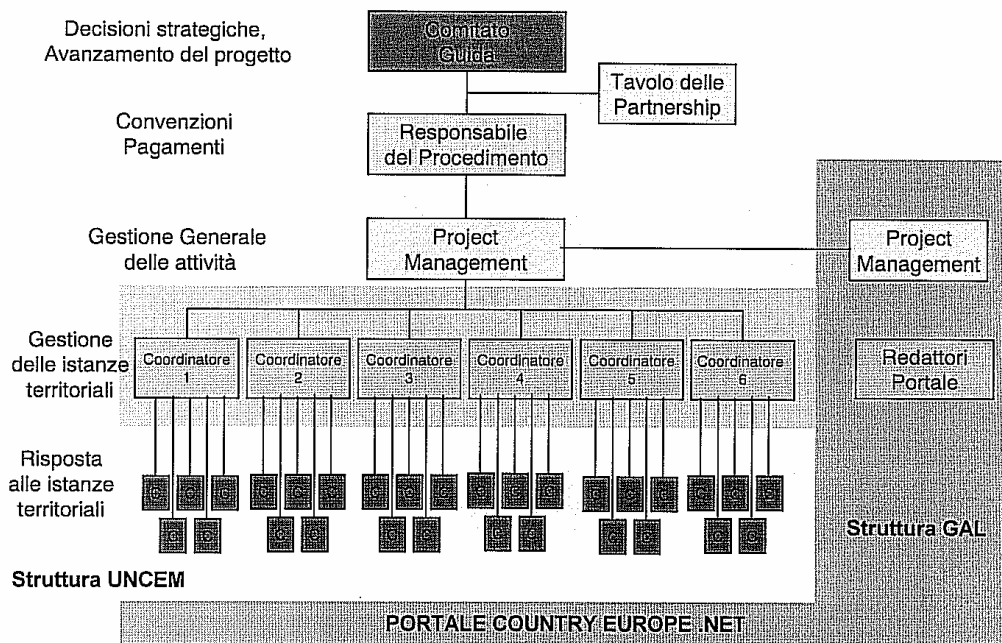 Decisioni strategiche,
Avanzamento del progetto
Comitato
Guida
Tavolo delle
Partnership
Convenzioni
Pagamenti
Responsabile
del Procedimento
Gestione Generale
delle attività
Project
Management
Project
Management
Gestione
delle istanze
territoriali
Coordinatore
1
Coordinatore
2
Coordinatore
3
Coordinatore
4
Coordinatore
5
Coordinatore
6
Redattori
Portale
Risposta
alle istanze
territoriali
C C C C C C C C C C C C C C C C C C
C C C C C C C C C C C C
Struttura GAL
Struttura UNCEM
PORTALE COUNTRY EUROPE .NET